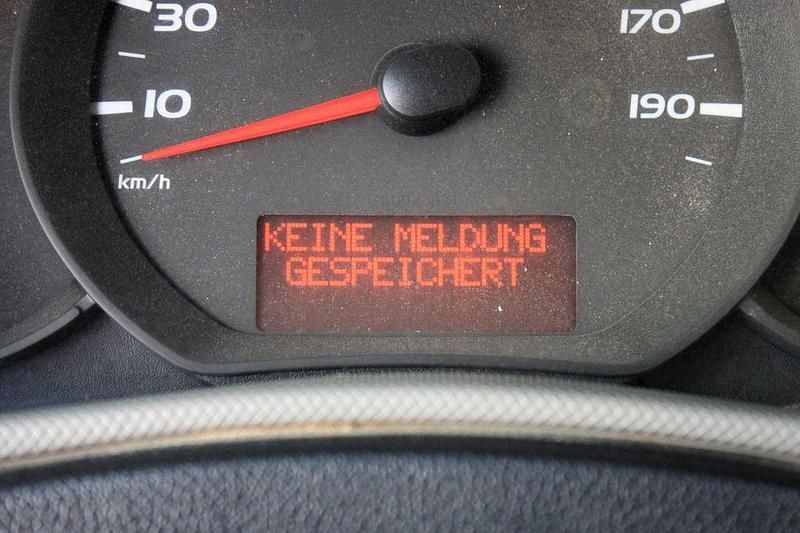 30
170
10
190
km/h
KEINE MELDUNG
GESPEICHERT